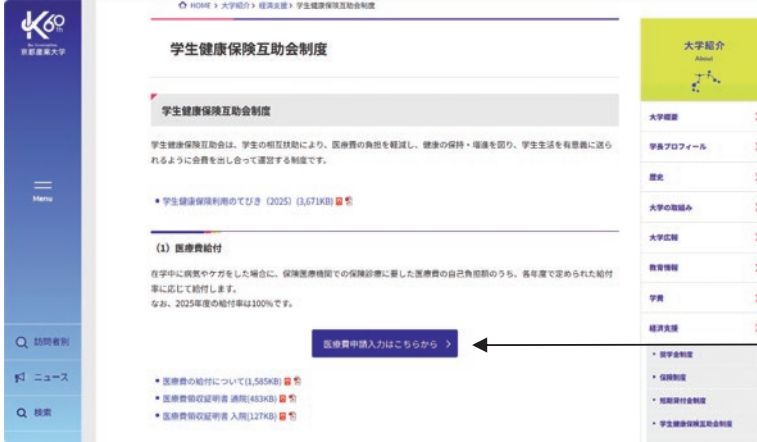 HOME > 大学紹介 > 経済支援 > 学生健康保険互助会制度
60th
京都産業大学
Menu
訪問者別
ニュース
検索
学生健康保険互助会制度
学生健康保険互助会制度
学生健康保険互助会は、学生の相互扶助により、医療費の負担を軽減し、健康の保持・増進を図り、学生生活を有意義に送ら
れるように会費を出し合って運営する制度です。
・学生健康保険利用のてびき(2025)(3,671KB)
(1)医療費給付
在学中に病気やケガをした場合に、保険医療機関での保険診療に要した医療費の自己負担額のうち、各年度で定められた給付
率に応じて給付します。
なお、2025年度の給付率は100%です。
医療費申請入力はこちらから >
・医療費の給付について(1,585KB)
・医療費領収証明書 通院(483KB)
・医療費領収証明書 入院(127KB)
大学紹介
About
大学概要
学長プロフィール
歴史
大学の取組み
大学広報
教育情報
学費
経済支援
・奨学金制度
・保険制度
・短期貸付金制度
・学生健康保険互助会制度